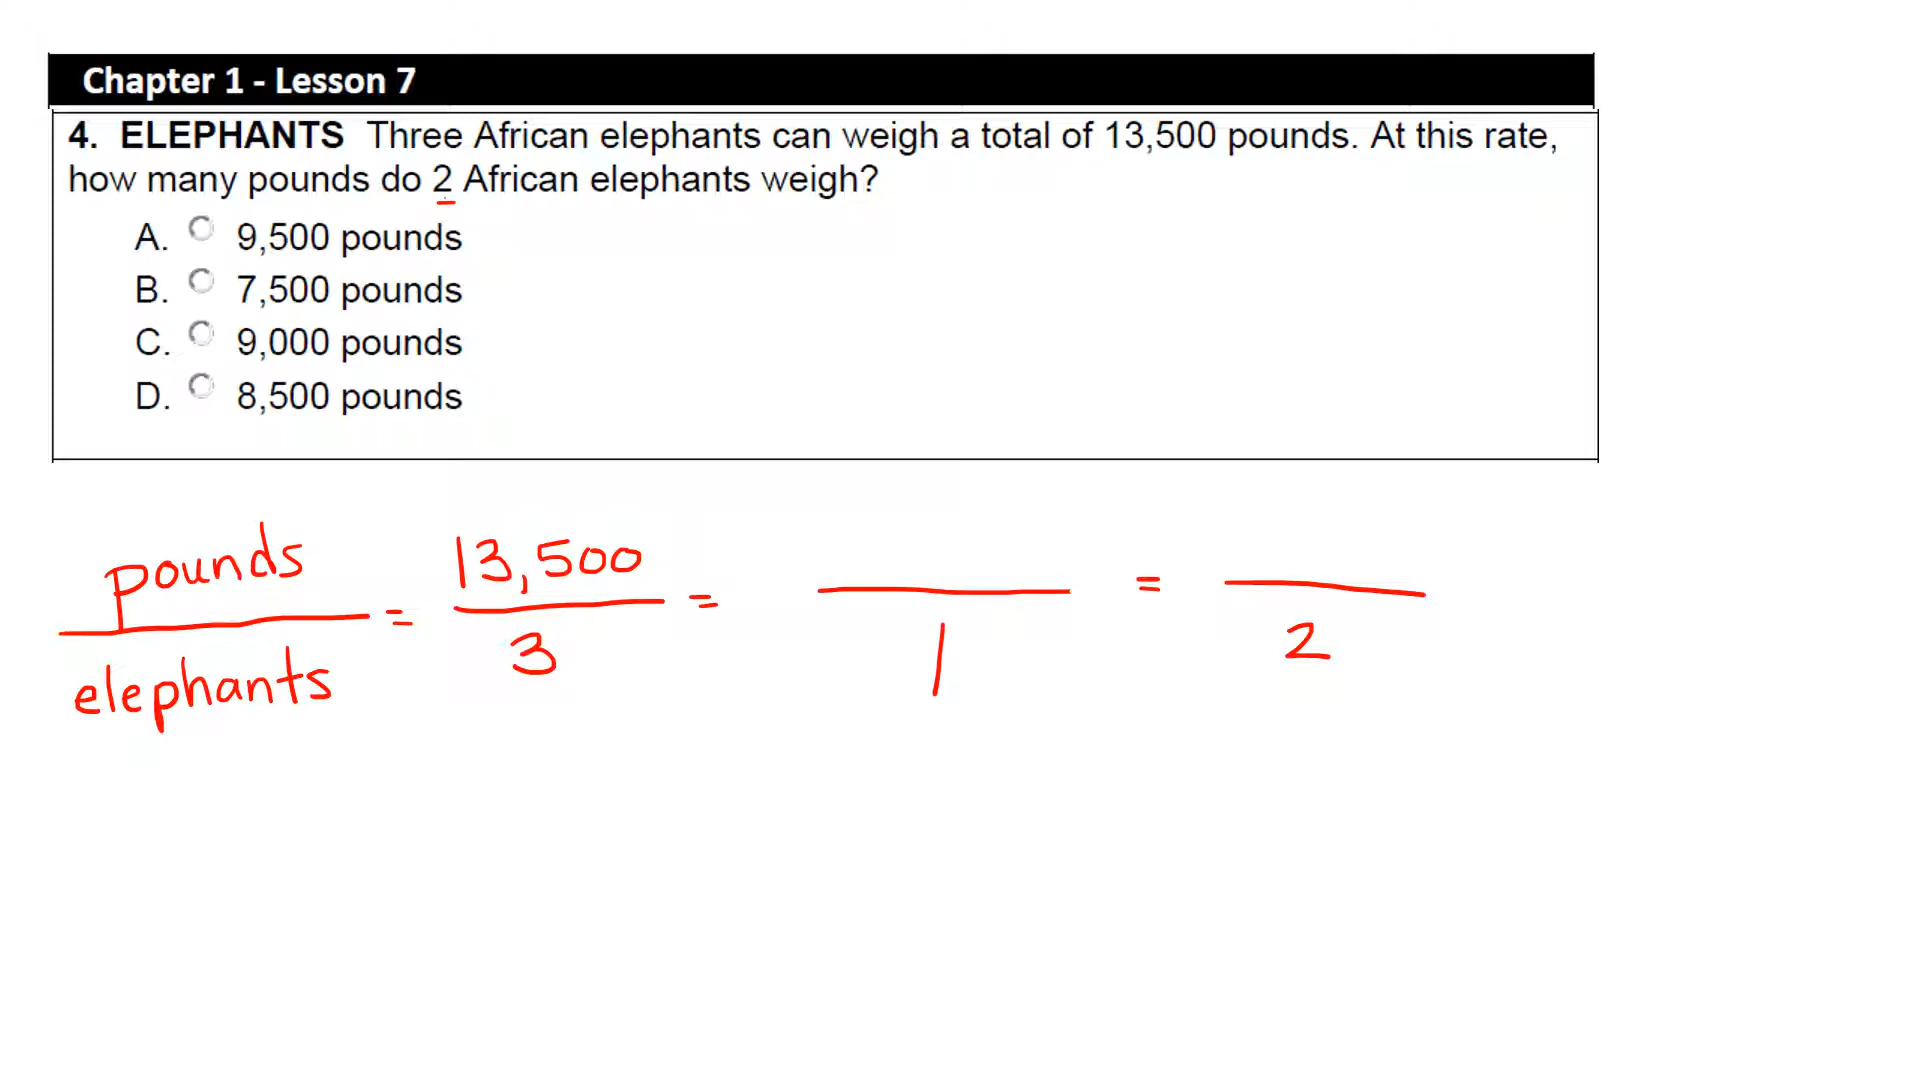 Chapter 1 - Lesson 7
4. ELEPHANTS Three African elephants can weigh a total of 13,500 pounds. At this rate,
how many pounds do 2 African elephants weigh?
A. 9,500 pounds
B. 7,500 pounds
C. 9,000 pounds
D. 8,500 pounds
pounds
elephants
=
13,500
3
=
1
=
2